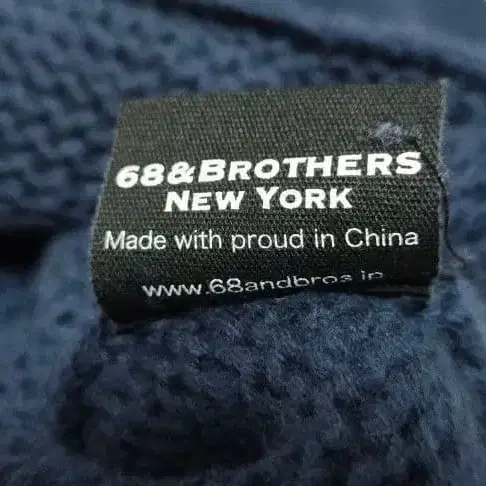 68&BROTHERS
NEW YORK
Made with proud in China